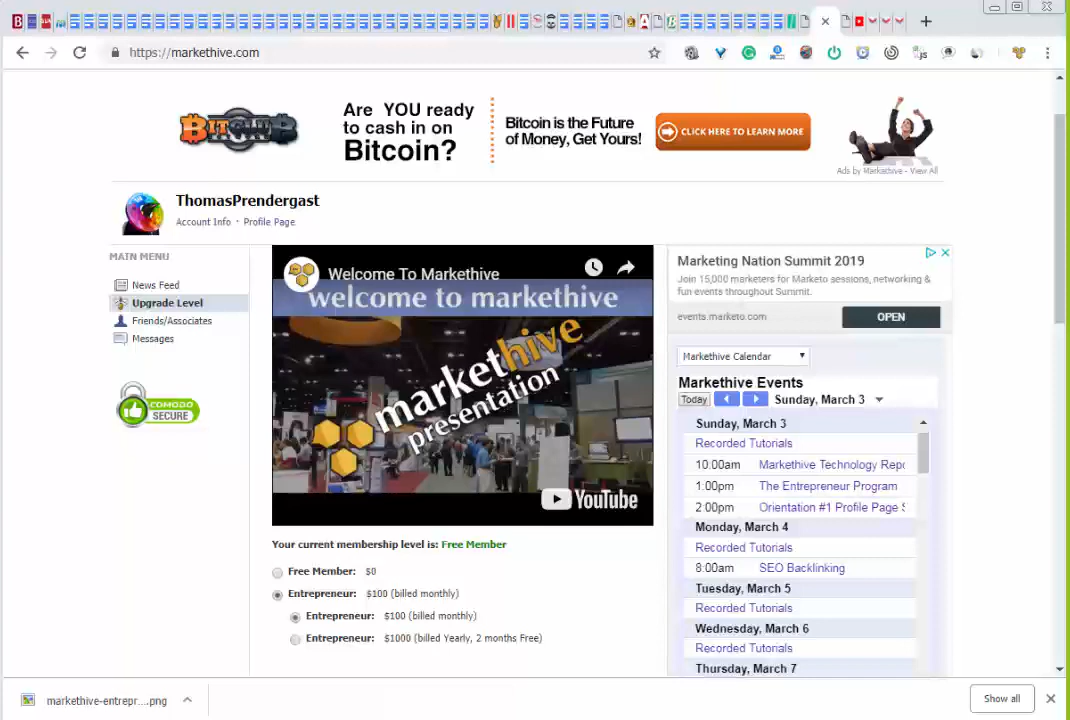 https://markethive.com
BITCLUB
Are YOU ready
to cash in on
Bitcoin?
Bitcoin is the Future
of Money, Get Yours!
CLICK HERE TO LEARN MORE
Ads by Markethive - View All
ThomasPrendergast
Account Info · Profile Page
MAIN MENU
News Feed
Upgrade Level
Friends/Associates
Messages
COMODO
SECURE
Welcome To Markethive
welcome to markethive
markethive
presentation
YouTube
Your current membership level is: Free Member
Free Member: $0
Entrepreneur: $100 (billed monthly)
Entrepreneur: $100 (billed monthly)
Entrepreneur: $1000 (billed Yearly, 2 months Free)
Marketing Nation Summit 2019
Join 15,000 marketers for Marketo sessions, networking &
fun events throughout Summit.
events.marketo.com
OPEN
Markethive Calendar
Markethive Events
Today Sunday, March 3
Sunday, March 3
Recorded Tutorials
10:00am Markethive Technology Repo
1:00pm The Entrepreneur Program
2:00pm Orientation #1 Profile Page S
Monday, March 4
Recorded Tutorials
8:00am SEO Backlinking
Tuesday, March 5
Recorded Tutorials
Wednesday, March 6
Recorded Tutorials
Thursday, March 7
markethive-entrepr....png
Show all